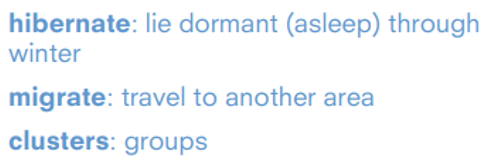 hibernate: lie dormant (asleep) through
winter
migrate: travel to another area
clusters: groups